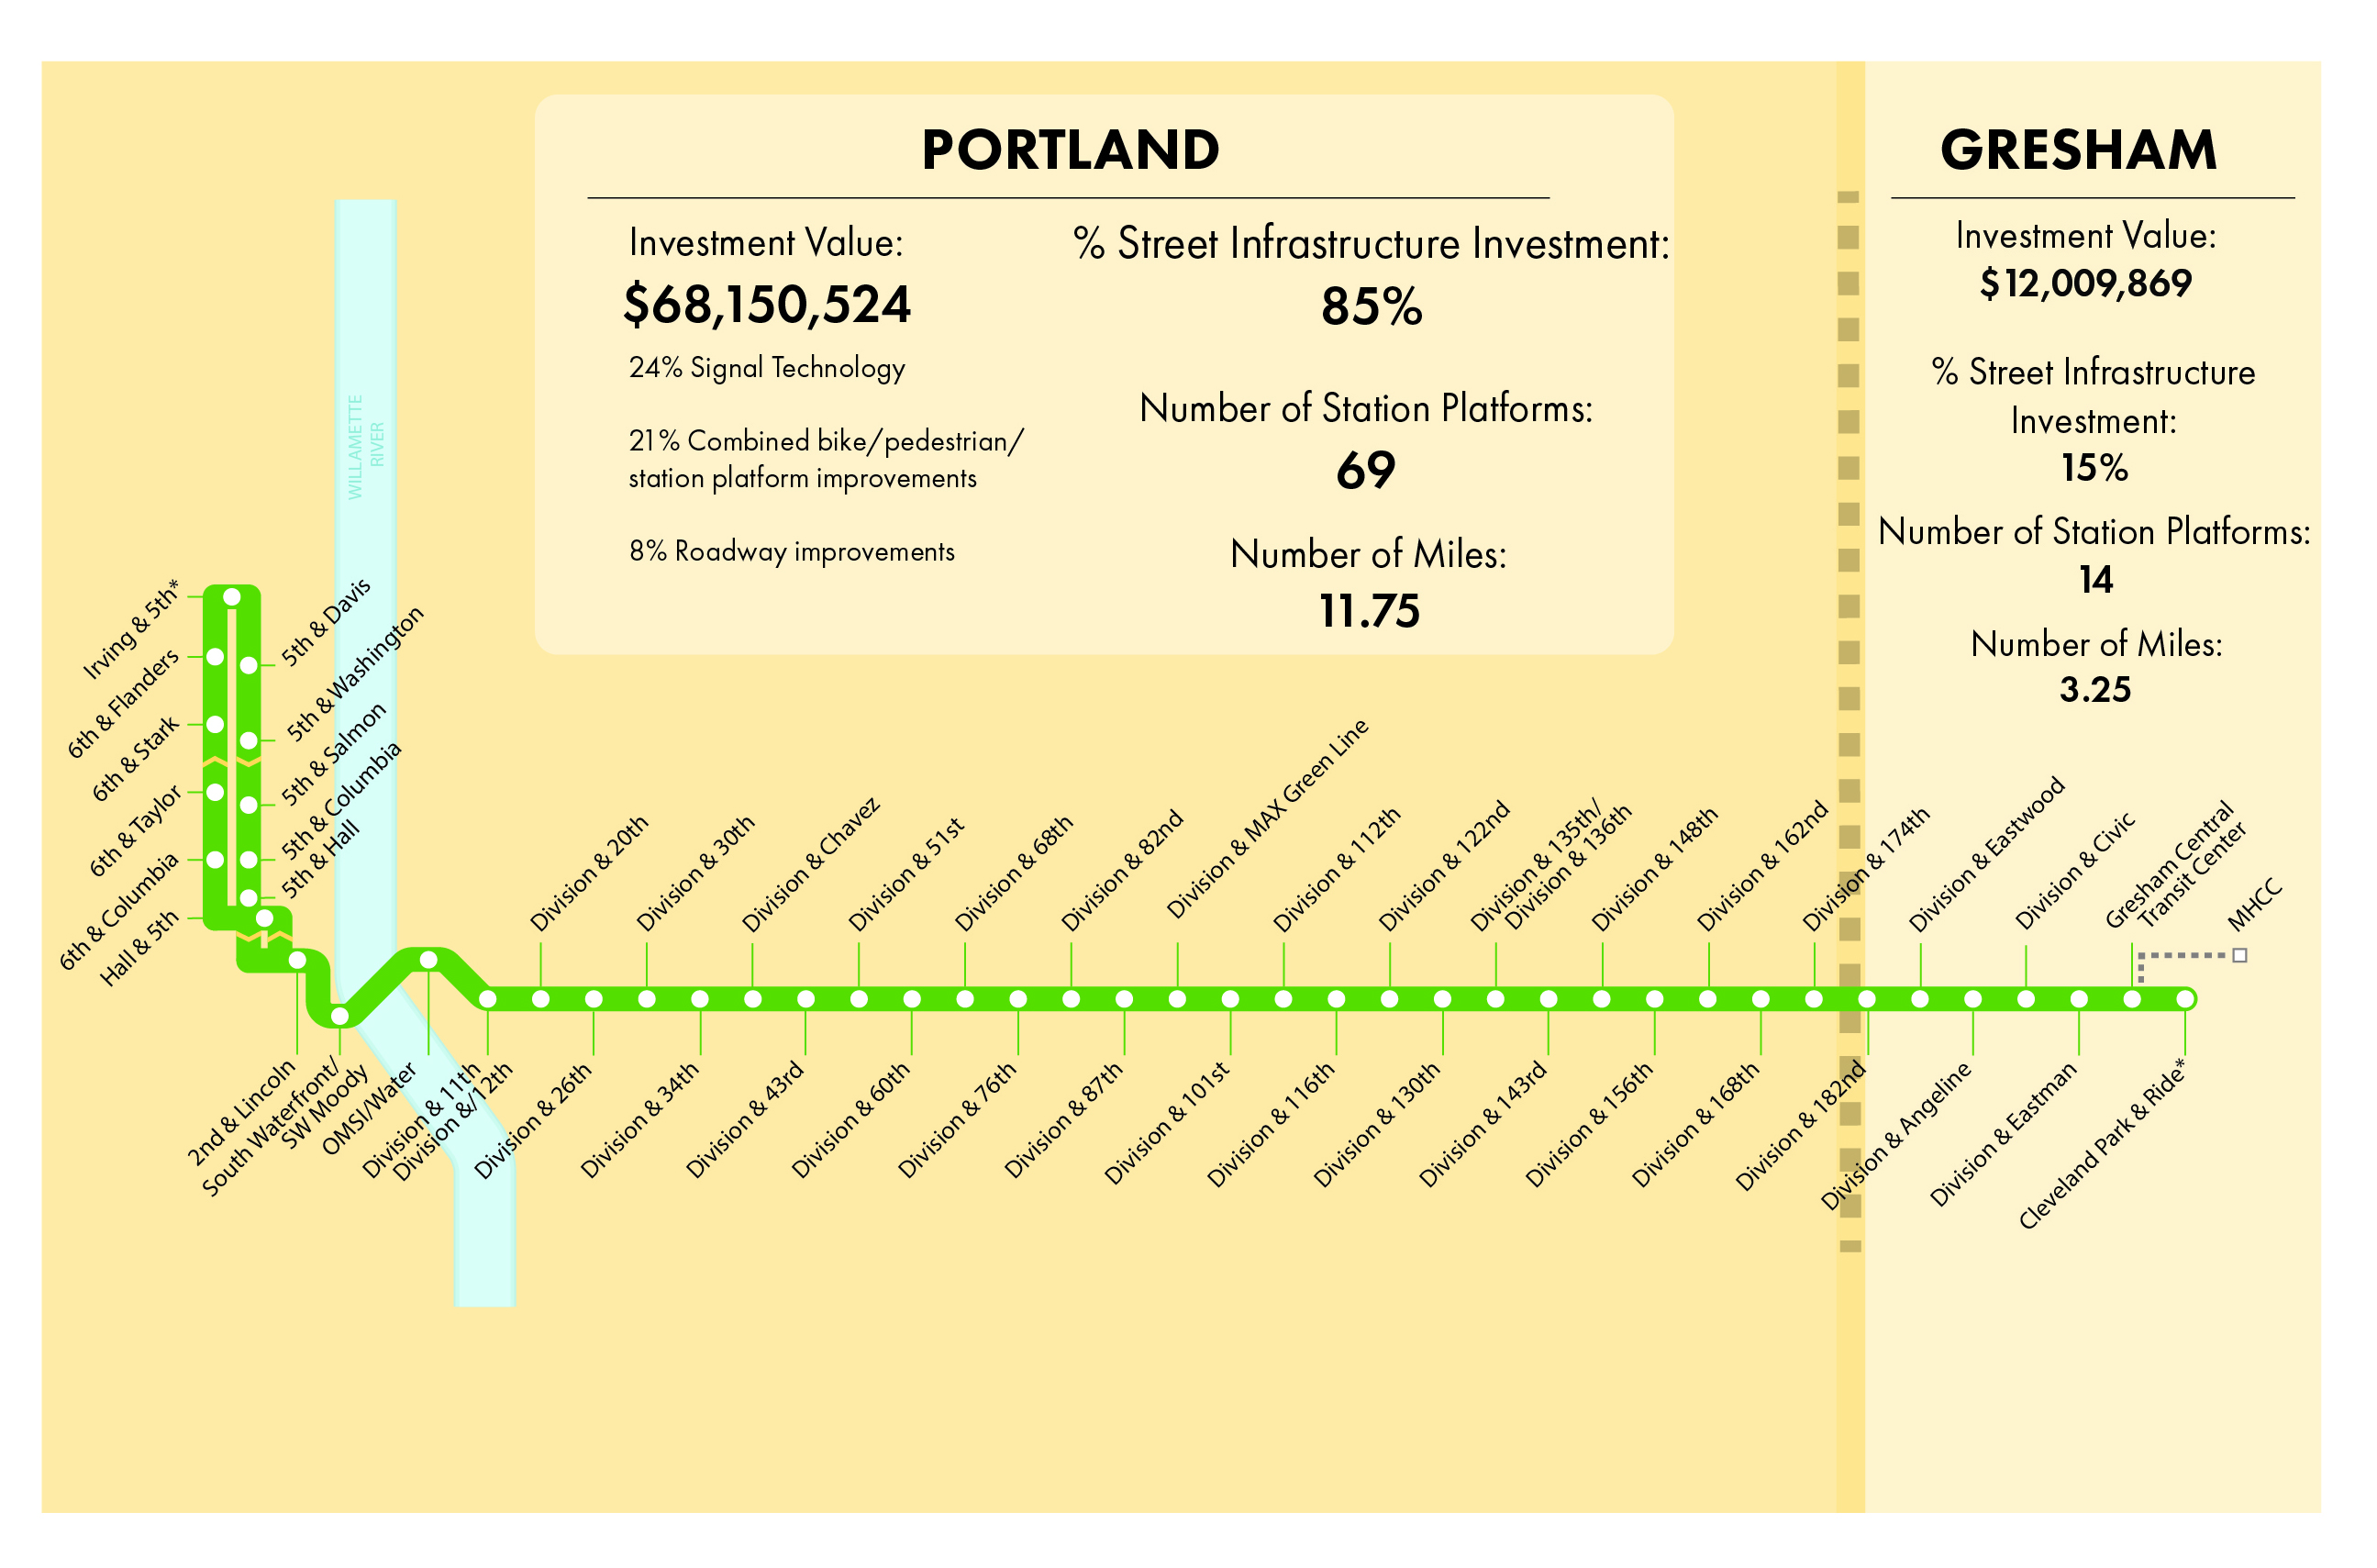 PORTLAND
Investment Value:
$68,150,524
24% Signal Technology
21% Combined bike/pedestrian/
station platform improvements
8% Roadway improvements
% Street Infrastructure Investment:
85%
Number of Station Platforms:
69
Number of Miles:
11.75
GRESHAM
Investment Value:
$12,009,869
% Street Infrastructure
Investment:
15%
Number of Station Platforms:
14
Number of Miles:
3.25
WILLAMETTE
RIVER
Irving & 5th*
6th & Flanders
6th & Stark
6th & Taylor
6th & Columbia
Hall & 5th
5th & Davis
5th & Washington
5th & Salmon
5th & Columbia
5th & Hall
Division & 20th
Division & 30th
Division & Chavez
Division & 51st
Division & 68th
Division & 82nd
Division & MAX Green Line
Division & 112th
Division & 122nd
Division & 135th/
Division & 136th
Division & 148th
Division & 162nd
Division & 174th
Division & Eastwood
Division & Civic
Gresham Central
Transit Center
MHCC
2nd & Lincoln
South Waterfront/
SW Moody
OMSI/Water
Division & 11th
Division &/12th
Division & 26th
Division & 34th
Division & 43rd
Division & 60th
Division & 76th
Division & 87th
Division & 101st
Division & 116th
Division & 130th
Division & 143rd
Division & 156th
Division & 168th
Division & 182nd
Division & Angeline
Division & Eastman
Cleveland Park & Ride*